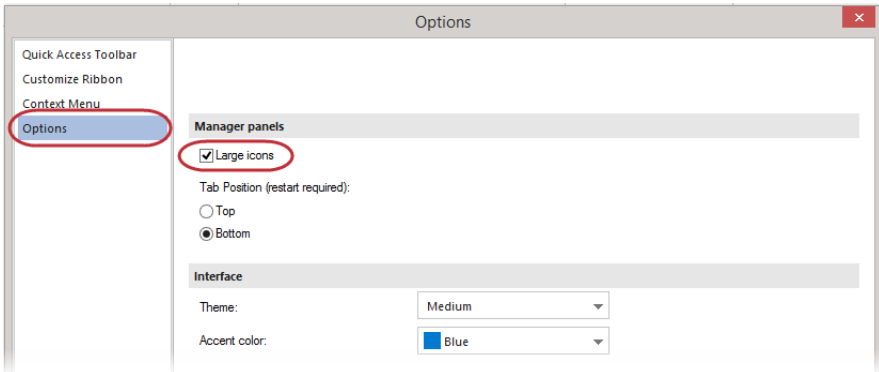 Options
Quick Access Toolbar
Customize Ribbon
Context Menu
Options
Manager panels
Large icons
Tab Position (restart required):
Top
Bottom
Interface
Theme: Medium
Accent color: Blue